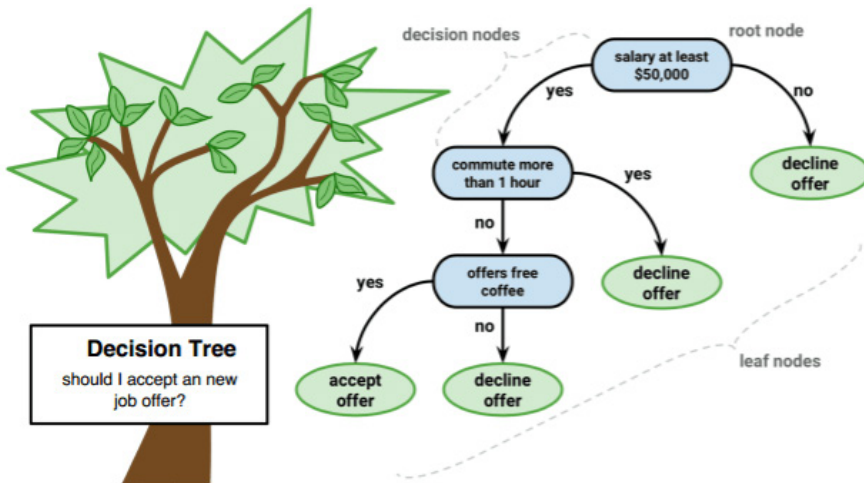 decision nodes
root node
salary at least
$50,000
yes
no
commute more
than 1 hour
yes
decline
offer
no
offers free
coffee
decline
offer
yes
no
Decision Tree
should I accept an new
job offer?
accept
offer
decline
offer
leaf nodes